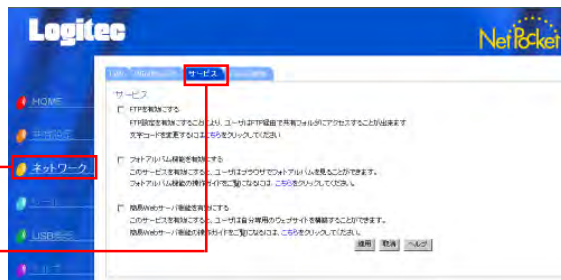 Logitec
NetPocket
サービス
サービス
HOME
FTPを有効にする
FTP設定を有効にすることにより、ユーザはFTP経由で共有フォルダにアクセスすることが出来ます
文字コードを変更するにはこちらをクリックしてください
ネットワーク
フォトアルバム機能を有効にする
このサービスを有効にすると、ユーザはブラウザでフォトアルバムを見ることができます。
フォトアルバム機能の操作ガイドをご覧になるには、こちらをクリックしてください。
簡易Webサーバ機能を有効にする
このサービスを有効にすると、ユーザは自分専用のウェブサイトを構築することができます。
簡易Webサーバ機能の操作ガイドをご覧になるには、こちらをクリックしてください。
適用 取消 ヘルプ